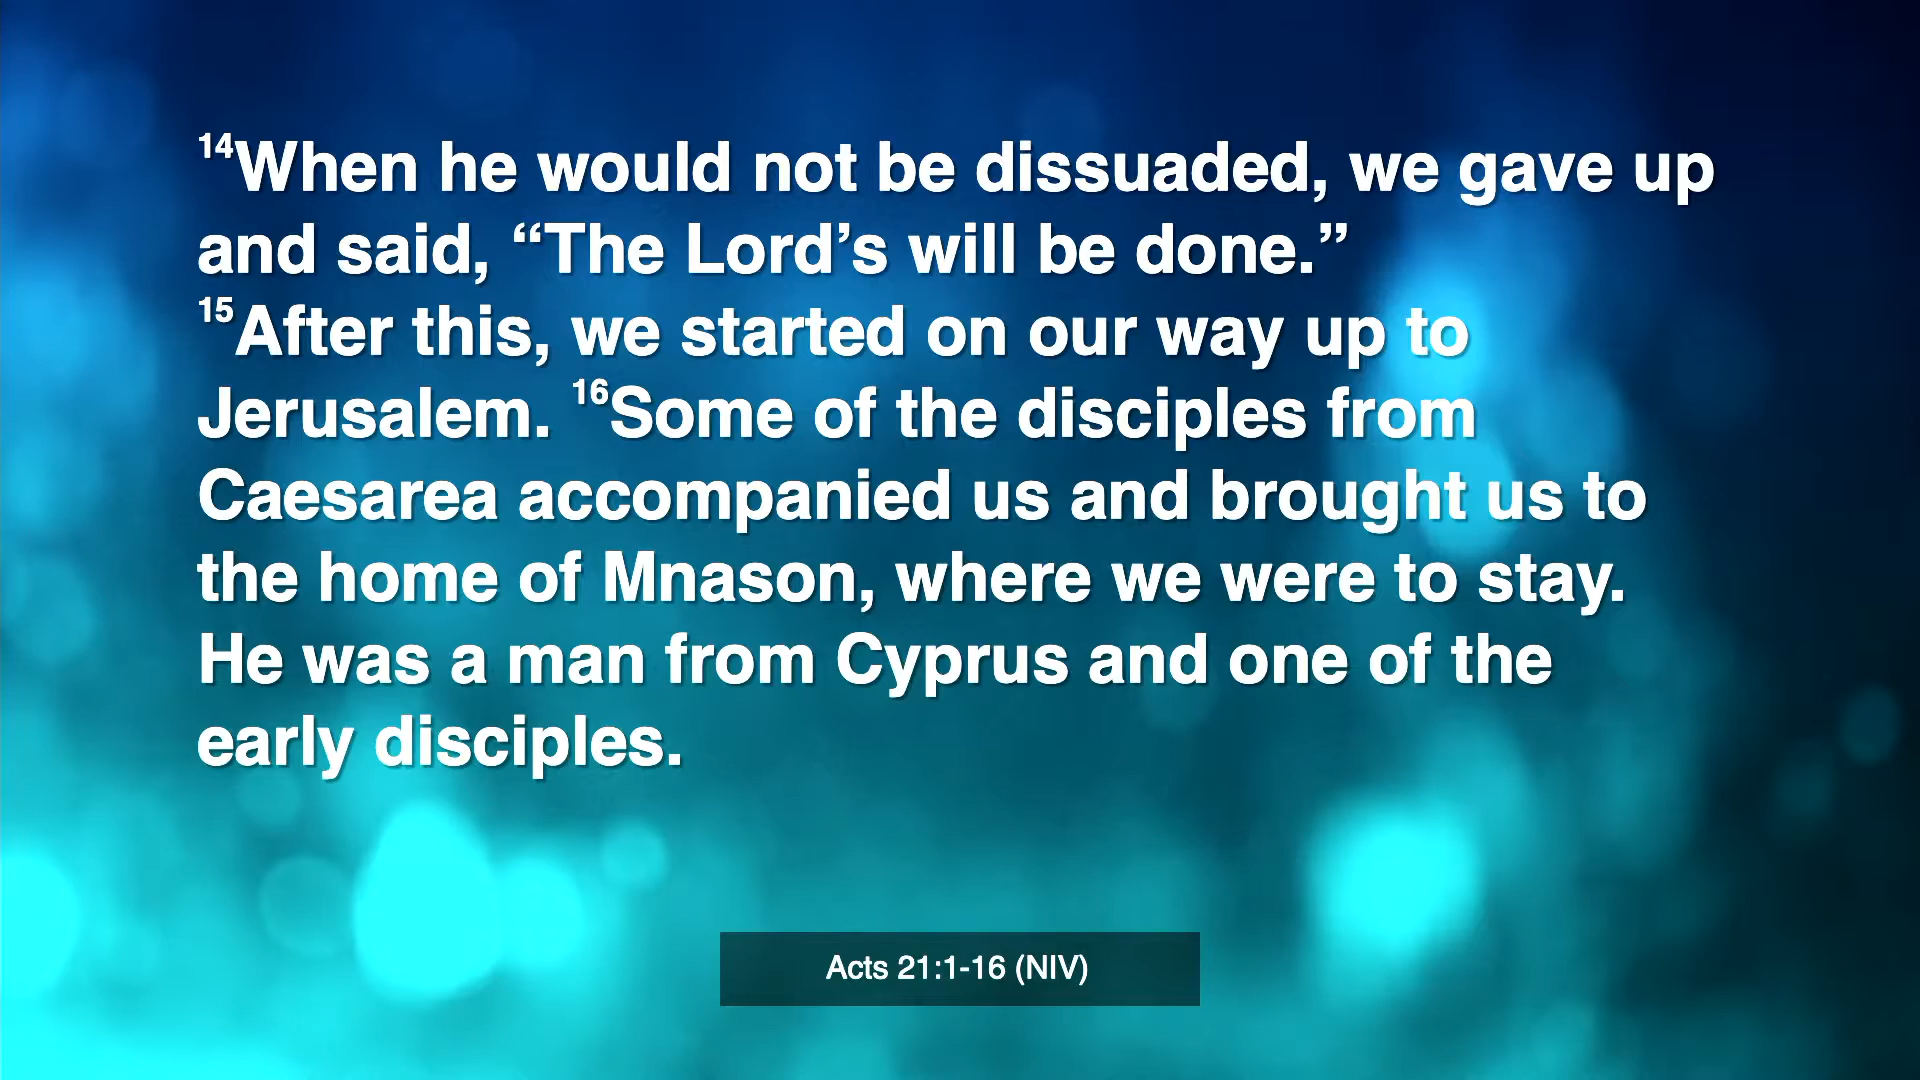 14When he would not be dissuaded, we gave up
and said, “The Lord’s will be done.”
15After this, we started on our way up to
Jerusalem. 16Some of the disciples from
Caesarea accompanied us and brought us to
the home of Mnason, where we were to stay.
He was a man from Cyprus and one of the
early disciples.
Acts 21:1-16 (NIV)